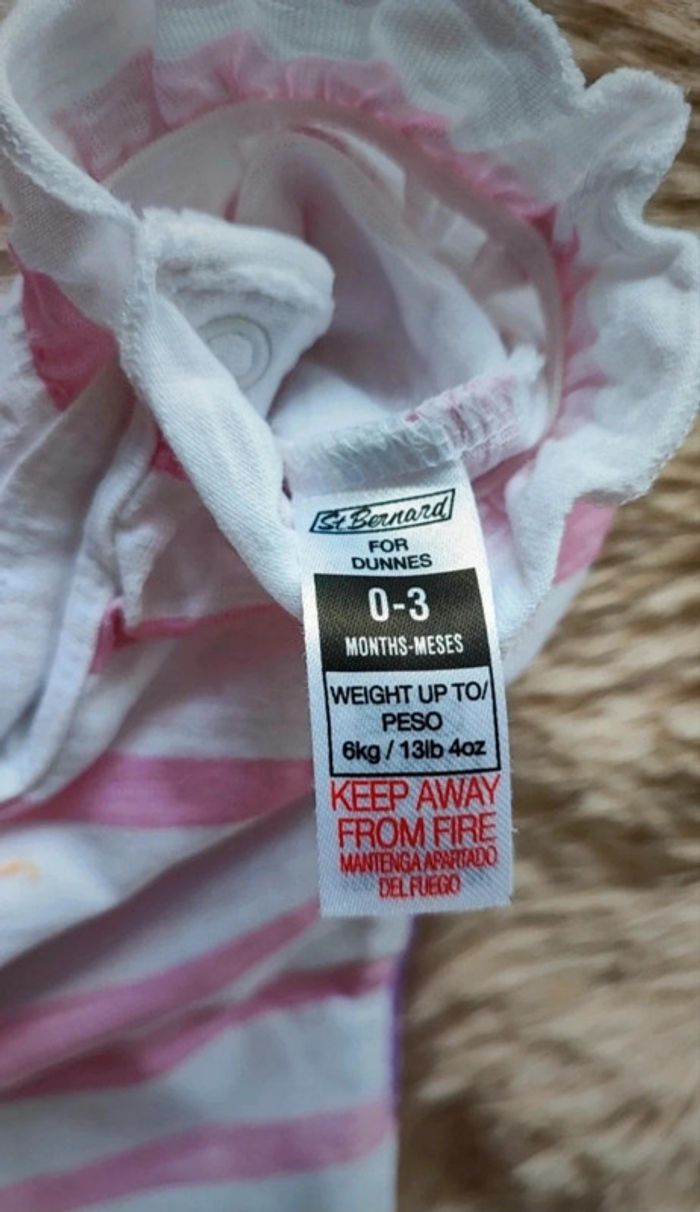 St Bernard
FOR
DUNNES
0-3
MONTHS-MESES
WEIGHT UP TO/
PESO
6kg / 13lb 4oz
KEEP AWAY
FROM FIRE
MANTENGA APARTADO
DEL FUEGO